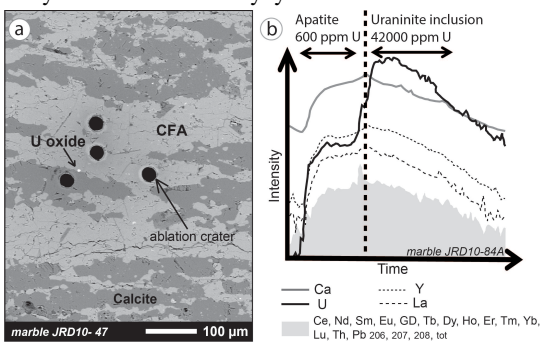 a
U oxide
CFA
ablation crater
Calcite
marble JRD10- 47
100 µm
b
Apatite
600 ppm U
Uraninite inclusion
42000 ppm U
Intensity
marble JRD10-84A
Time
Ca
Y
U
La
Ce, Nd, Sm, Eu, GD, Tb, Dy, Ho, Er, Tm, Yb,
Lu, Th, Pb 206, 207, 208, tot